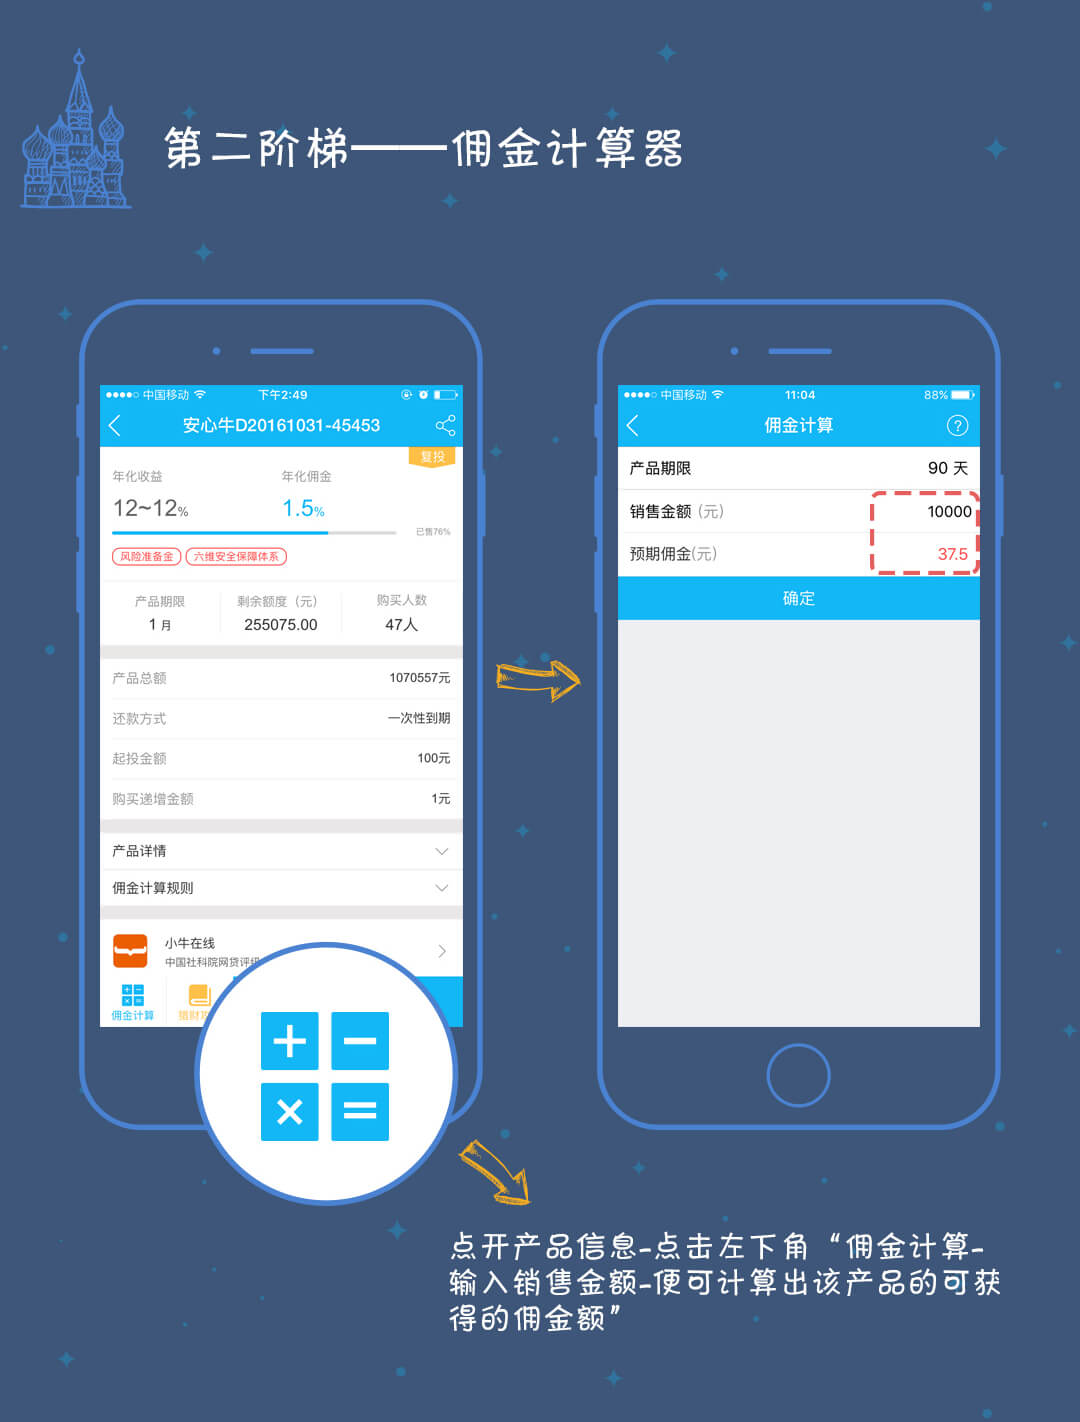 第二阶梯——佣金计算器
中国移动 下午2:49
安心牛D20161031-45453
复投
年化收益 年化佣金
12~12% 1.5%
已售76%
风险准备金 六维安全保障体系
产品期限 剩余额度（元） 购买人数
1 月 255075.00 47人
产品总额 1070557元
还款方式 一次性到期
起投金额 100元
购买递增金额 1元
产品详情
佣金计算规则
小牛在线
中国社科院网贷评级
佣金计算 猎财
中国移动 11:04 88%
佣金计算 ?
产品期限 90 天
销售金额 (元) 10000
预期佣金(元) 37.5
确定
+ −
× =
点开产品信息-点击左下角“佣金计算-
输入销售金额-便可计算出该产品的可获
得的佣金额”